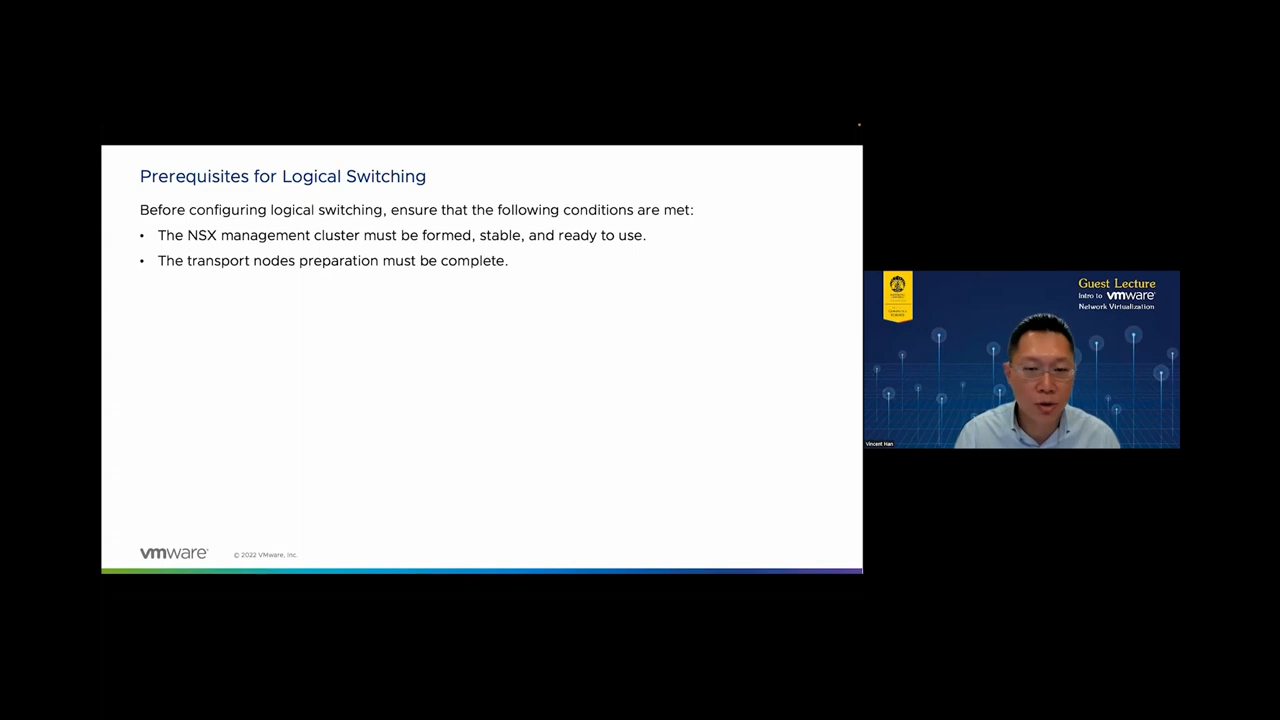 Prerequisites for Logical Switching
Before configuring logical switching, ensure that the following conditions are met:
• The NSX management cluster must be formed, stable, and ready to use.
• The transport nodes preparation must be complete.
vmware
© 2022 VMware, Inc.
Guest Lecture
Intro to vmware
Network Virtualization
Vincent Han